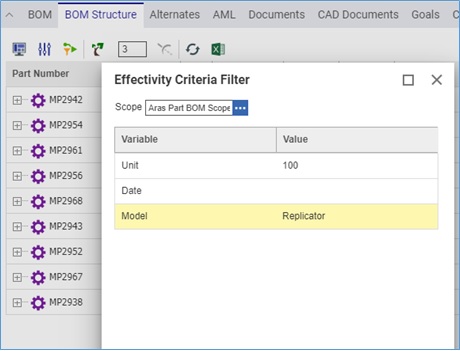 BOM BOM Structure Alternates AML Documents CAD Documents Goals
3
Part Number
Effectivity Criteria Filter
Scope Aras Part BOM Scope ...
Variable Value
Unit 100
Date
Model Replicator
MP2942
MP2954
MP2961
MP2956
MP2968
MP2943
MP2952
MP2967
MP2938